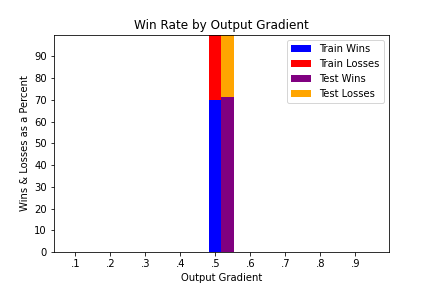 Win Rate by Output Gradient
Train Wins
Train Losses
Test Wins
Test Losses
Wins & Losses as a Percent
90
80
70
60
50
40
30
20
10
0
.1 .2 .3 .4 .5 .6 .7 .8 .9
Output Gradient